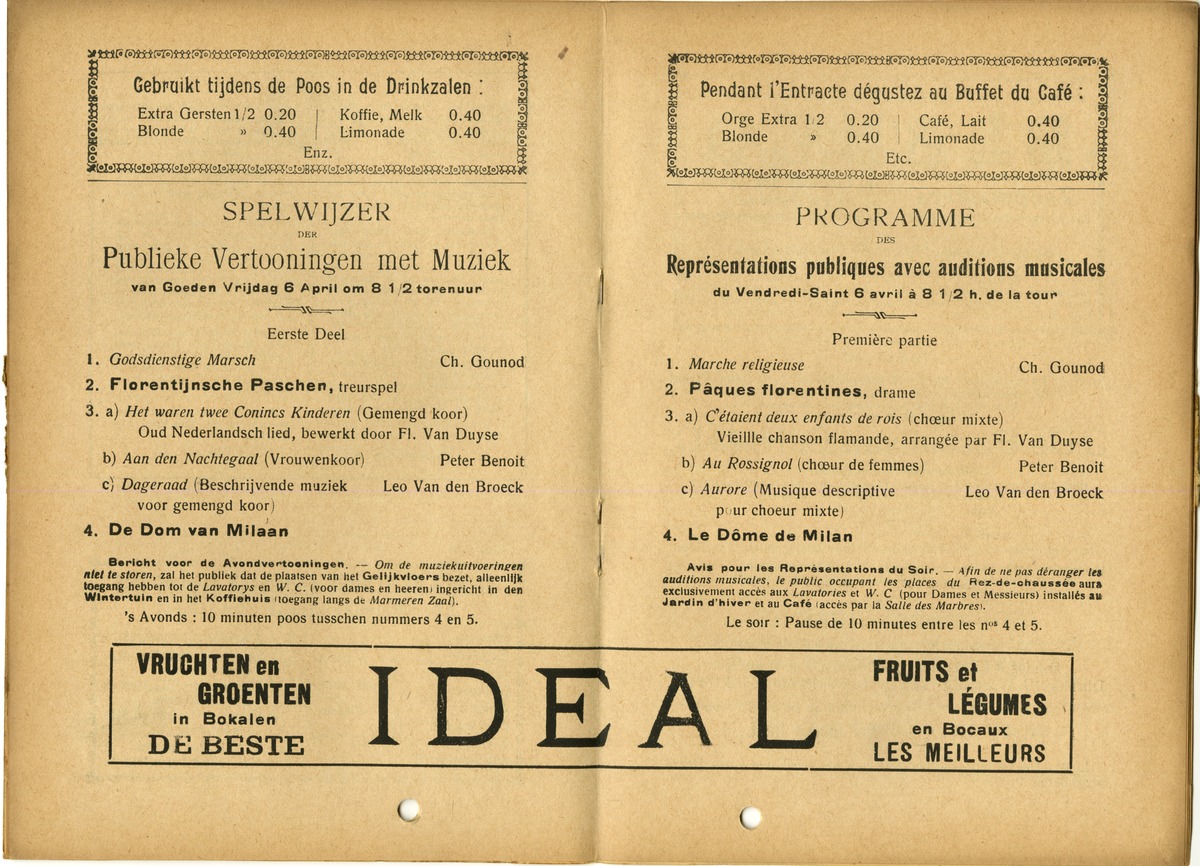 Gebruikt tijdens de Poos in de Drinkzalen :
Extra Gersten 1/2 0.20 | Koffie, Melk 0.40
Blonde » 0.40 | Limonade 0.40
Enz.
SPELWIJZER
DER
Publieke Vertooningen met Muziek
van Goeden Vrijdag 6 April om 8 1/2 torenuur
Eerste Deel
1. Godsdienstige Marsch Ch. Gounod
2. Florentijnsche Paschen, treurspel
3. a) Het waren twee Conincs Kinderen (Gemengd koor)
Oud Nederlandsch lied, bewerkt door Fl. Van Duyse
b) Aan den Nachtegaal (Vrouwenkoor) Peter Benoit
c) Dageraad (Beschrijvende muziek Leo Van den Broeck
voor gemengd koor)
4. De Dom van Milaan
Bericht voor de Avondvertooningen. — Om de muziekuitvoeringen
niet te storen, zal het publiek dat de plaatsen van het Gelijkvloers bezet, alleenlijk
toegang hebben tot de Lavatorys en W. C. (voor dames en heeren) ingericht in den
Wintertuin en in het Koffiehuis (toegang langs de Marmeren Zaal).
's Avonds : 10 minuten poos tusschen nummers 4 en 5.
Pendant l'Entracte dégustez au Buffet du Café :
Orge Extra 1/2 0.20 | Café, Lait 0.40
Blonde » 0.40 | Limonade 0.40
Etc.
PROGRAMME
DES
Représentations publiques avec auditions musicales
du Vendredi-Saint 6 avril à 8 1/2 h. de la tour
Première partie
1. Marche religieuse Ch. Gounod
2. Pâques florentines, drame
3. a) C'étaient deux enfants de rois (chœur mixte)
Vieillle chanson flamande, arrangée par Fl. Van Duyse
b) Au Rossignol (chœur de femmes) Peter Benoit
c) Aurore (Musique descriptive Leo Van den Broeck
pour choeur mixte)
4. Le Dôme de Milan
Avis pour les Représentations du Soir. — Afin de ne pas déranger les
auditions musicales, le public occupant les places du Rez-de-chaussée aura
exclusivement accès aux Lavatories et W. C (pour Dames et Messieurs) installés au
Jardin d'hiver et au Café (accès par la Salle des Marbres).
Le soir : Pause de 10 minutes entre les nos 4 et 5.
VRUCHTEN en
GROENTEN
in Bokalen
DE BESTE
IDEAL
FRUITS et
LÉGUMES
en Bocaux
LES MEILLEURS